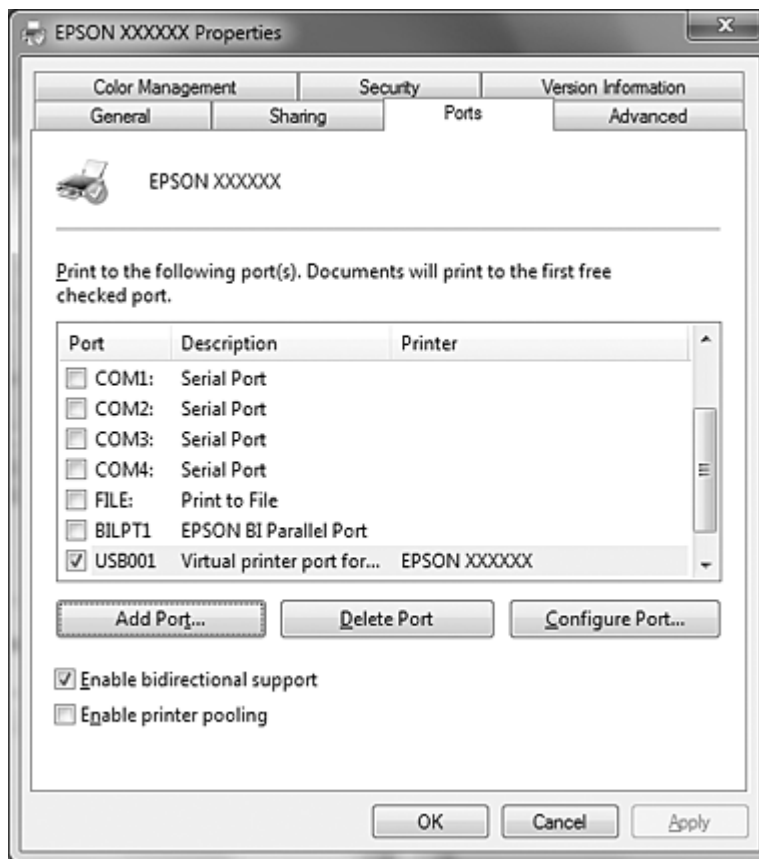 EPSON XXXXXX Properties
Color Management Security Version Information
General Sharing Ports Advanced
EPSON XXXXXX
Print to the following port(s). Documents will print to the first free
checked port.
Port Description Printer
COM1: Serial Port
COM2: Serial Port
COM3: Serial Port
COM4: Serial Port
FILE: Print to File
BILPT1 EPSON BI Parallel Port
USB001 Virtual printer port for... EPSON XXXXXX
Add Port... Delete Port Configure Port...
Enable bidirectional support
Enable printer pooling
OK Cancel Apply